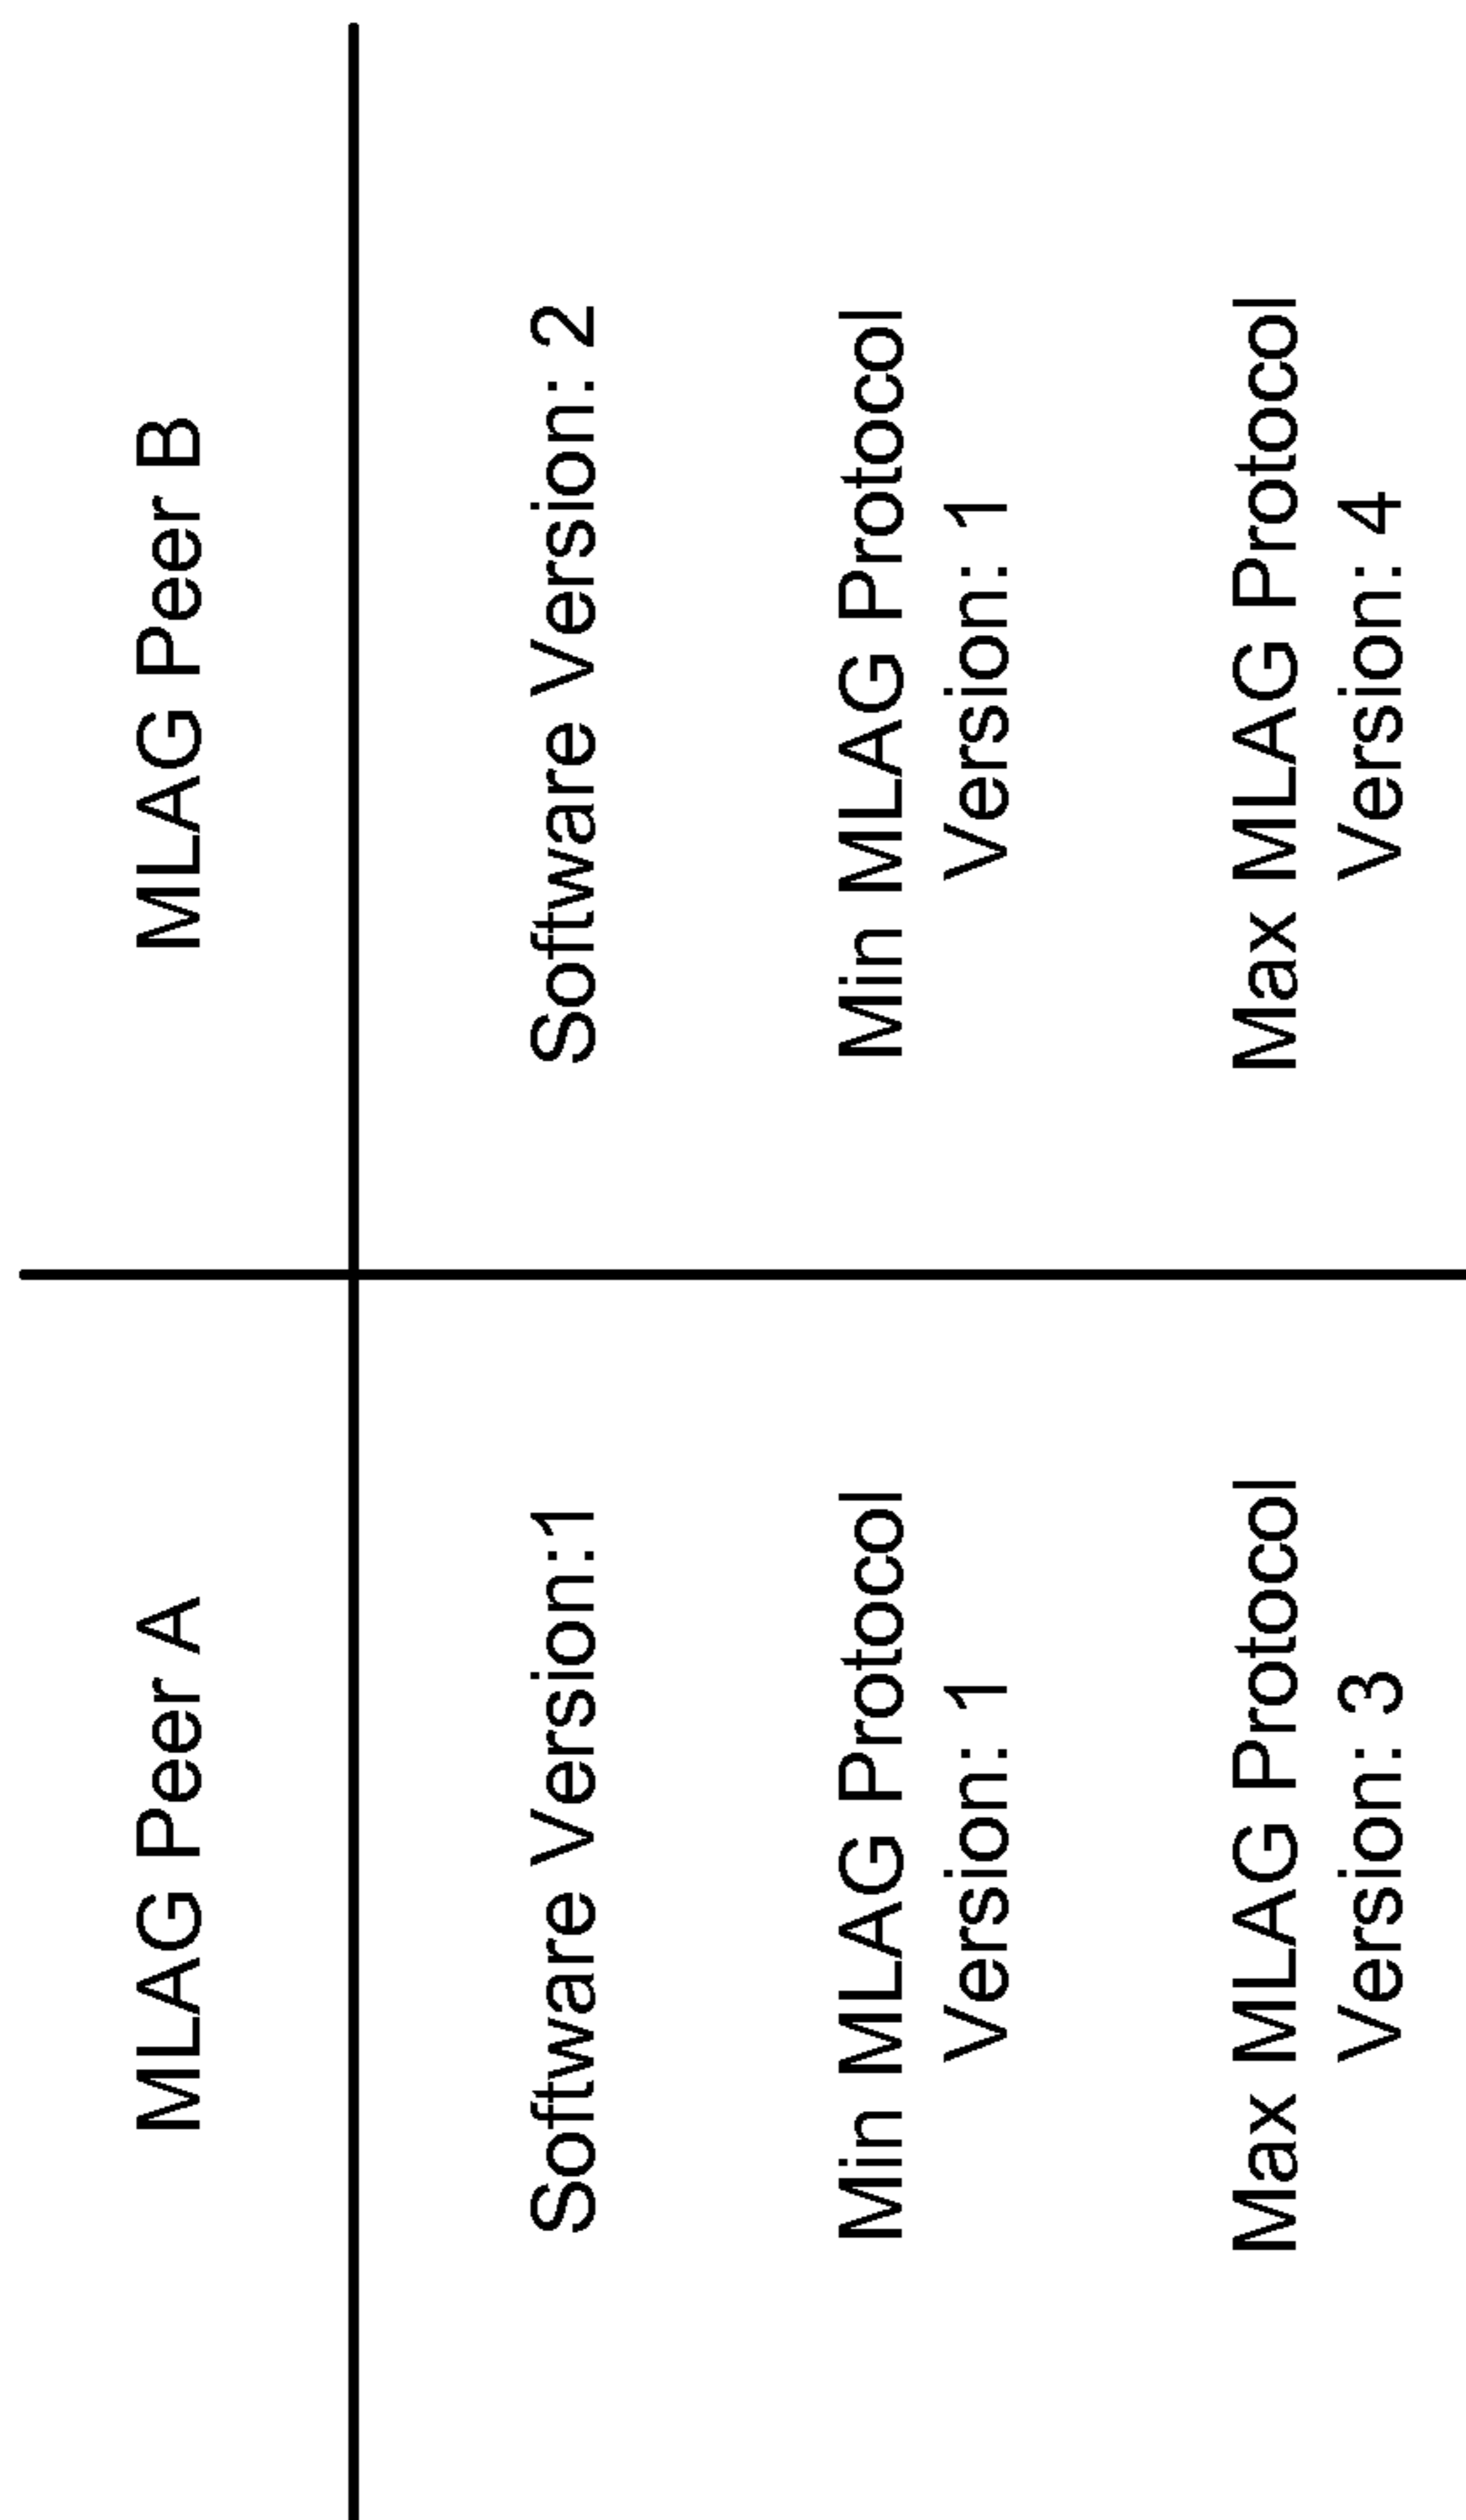 MLAG Peer A
MLAG Peer B
Software Version:1
Software Version: 2
Min MLAG Protocol
Version: 1
Min MLAG Protocol
Version: 1
Max MLAG Protocol
Version: 3
Max MLAG Protocol
Version: 4